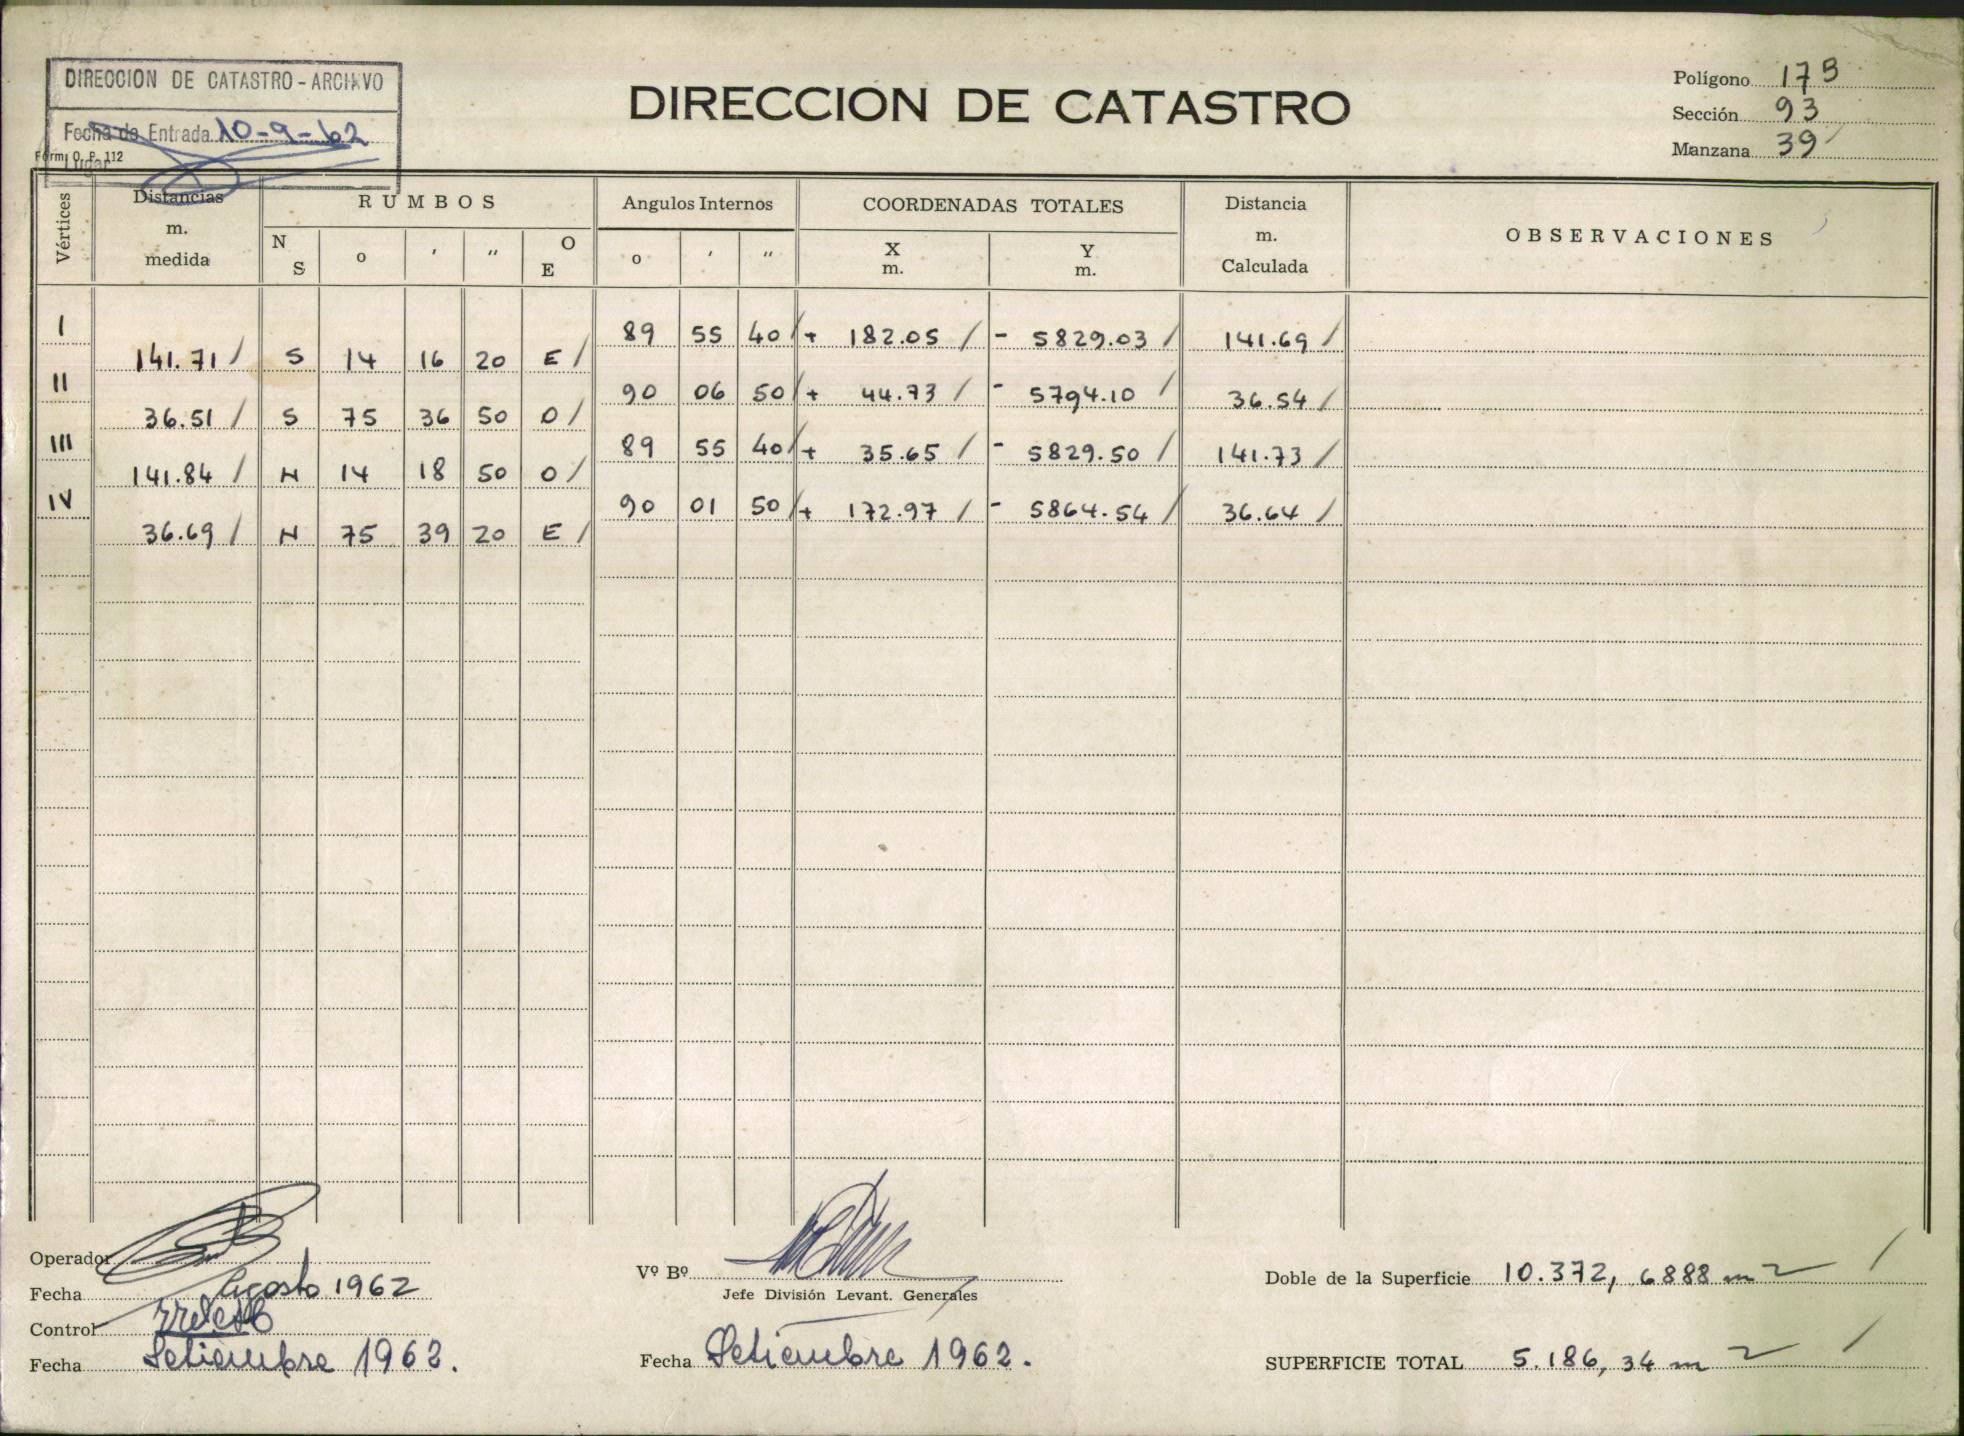 DIRECCION DE CATASTRO - ARCHIVO
Fecha de Entrada 10-9-62
Lugar
Form. O. P. 112
DIRECCION DE CATASTRO
Polígono 173
Sección 93
Manzana 39
Vértices
Distancias m. medida
RUMBOS
N S o ' " O E
Angulos Internos
o ' "
COORDENADAS TOTALES
X m. Y m.
Distancia m. Calculada
OBSERVACIONES
I 89 55 40 / + 182.05 / - 5829.03 / 141.69 /
141.71 / S 14 16 20 E /
II 90 06 50 / + 44.73 / - 5794.10 / 36.54 /
36.51 / S 75 36 50 O /
III 89 55 40 / + 35.65 / - 5829.50 / 141.73 /
141.84 / N 14 18 50 O /
IV 90 01 50 / + 172.97 / - 5864.54 / 36.64 /
36.69 / N 75 39 20 E /
Operador
Fecha Agosto 1962
Control
Fecha Setiembre 1962.
Vº Bº
Jefe División Levant. Generales
Fecha Setiembre 1962.
Doble de la Superficie 10.372,6888 m2 /
SUPERFICIE TOTAL 5.186,34 m2 /